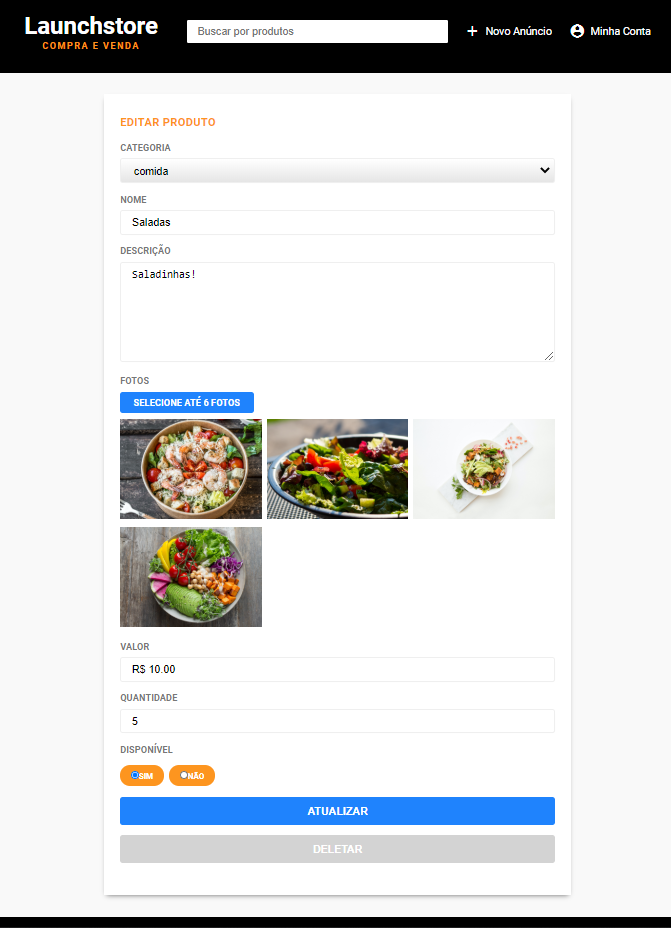 Launchstore
COMPRA E VENDA
Buscar por produtos
Novo Anúncio
Minha Conta
EDITAR PRODUTO
CATEGORIA
comida
NOME
Saladas
DESCRIÇÃO
Saladinhas!
FOTOS
SELECIONE ATÉ 6 FOTOS
VALOR
R$ 10.00
QUANTIDADE
5
DISPONÍVEL
SIM NÃO
ATUALIZAR
DELETAR